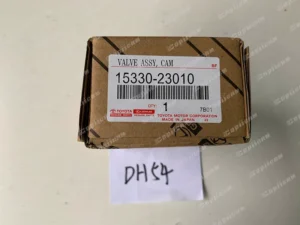 VALVE ASSY, CAM
15330-23010
QTY:
1
TOYOTA MOTOR CORPORATION
MADE IN JAPAN
DH54